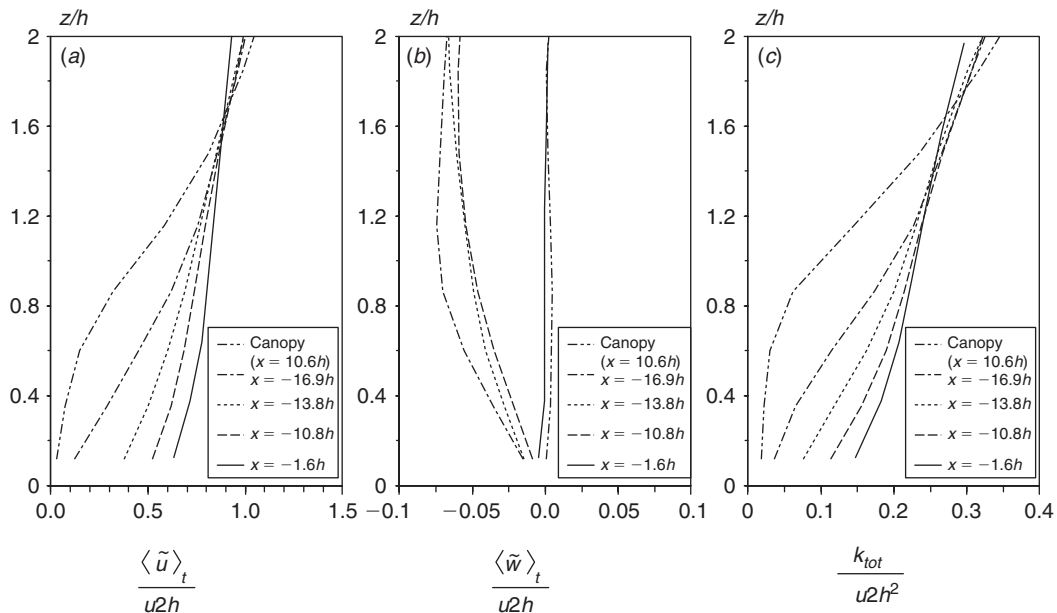 z/h
z/h
z/h
2
(a)
1.6
1.2
0.8
0.4
0
Canopy
(x = 10.6h)
x = −16.9h
x = −13.8h
x = −10.8h
x = −1.6h
0.0
0.5
1.0
1.5
⟨ũ⟩t
u2h
2
(b)
1.6
1.2
0.8
0.4
0
Canopy
(x = 10.6h)
x = −16.9h
x = −13.8h
x = −10.8h
x = −1.6h
−0.1
−0.05
0.0
0.05
0.1
⟨w̃⟩t
u2h
2
(c)
1.6
1.2
0.8
0.4
0
Canopy
(x = 10.6h)
x = −16.9h
x = −13.8h
x = −10.8h
x = −1.6h
0
0.1
0.2
0.3
0.4
ktot
u2h²